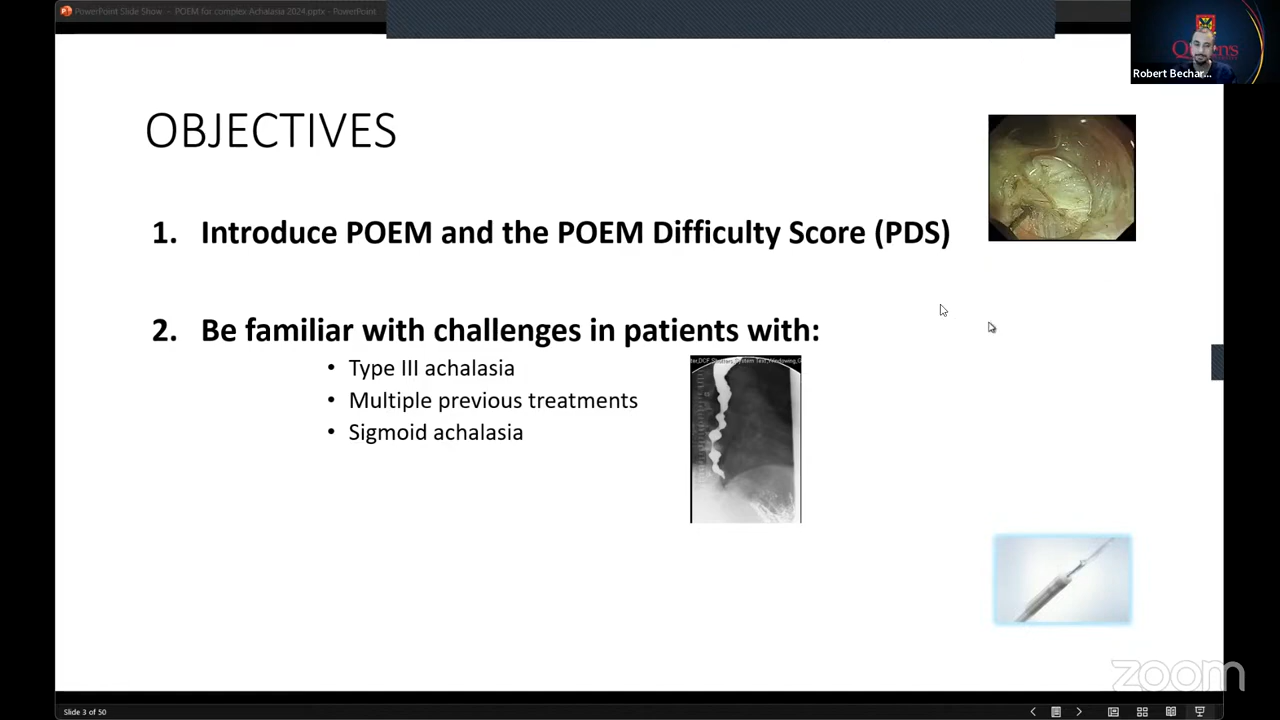 PowerPoint Slide Show - POEM for complex Achalasia 2024.pptx - PowerPoint
Queen's
Robert Bechar...
OBJECTIVES
1. Introduce POEM and the POEM Difficulty Score (PDS)
2. Be familiar with challenges in patients with:
• Type III achalasia
• Multiple previous treatments
• Sigmoid achalasia
zoom
Slide 3 of 50